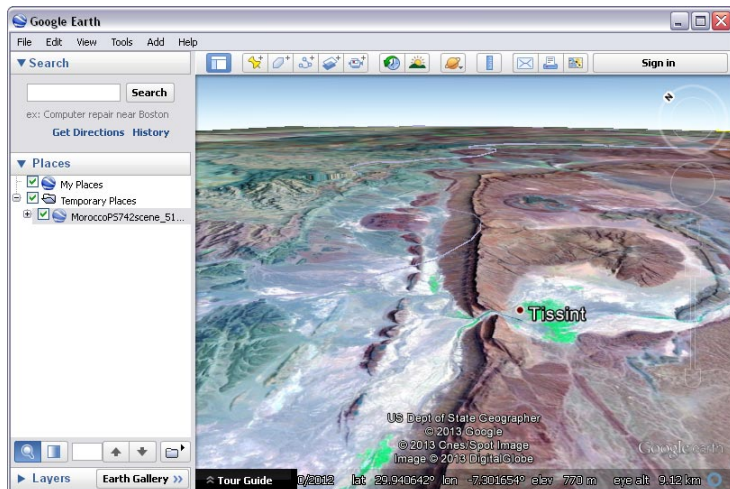 Google Earth
File Edit View Tools Add Help
Search
Sign in
Search
ex: Computer repair near Boston
Get Directions History
Places
My Places
Temporary Places
MoroccoPS742scene_51...
Tissint
US Dept of State Geographer
© 2013 Google
© 2013 Cnes/Spot Image
Image © 2013 DigitalGlobe
Google earth
Layers
Earth Gallery >>
Tour Guide
0/2012 lat 29.940642° lon -7.301654° elev 770 m eye alt 9.12 km